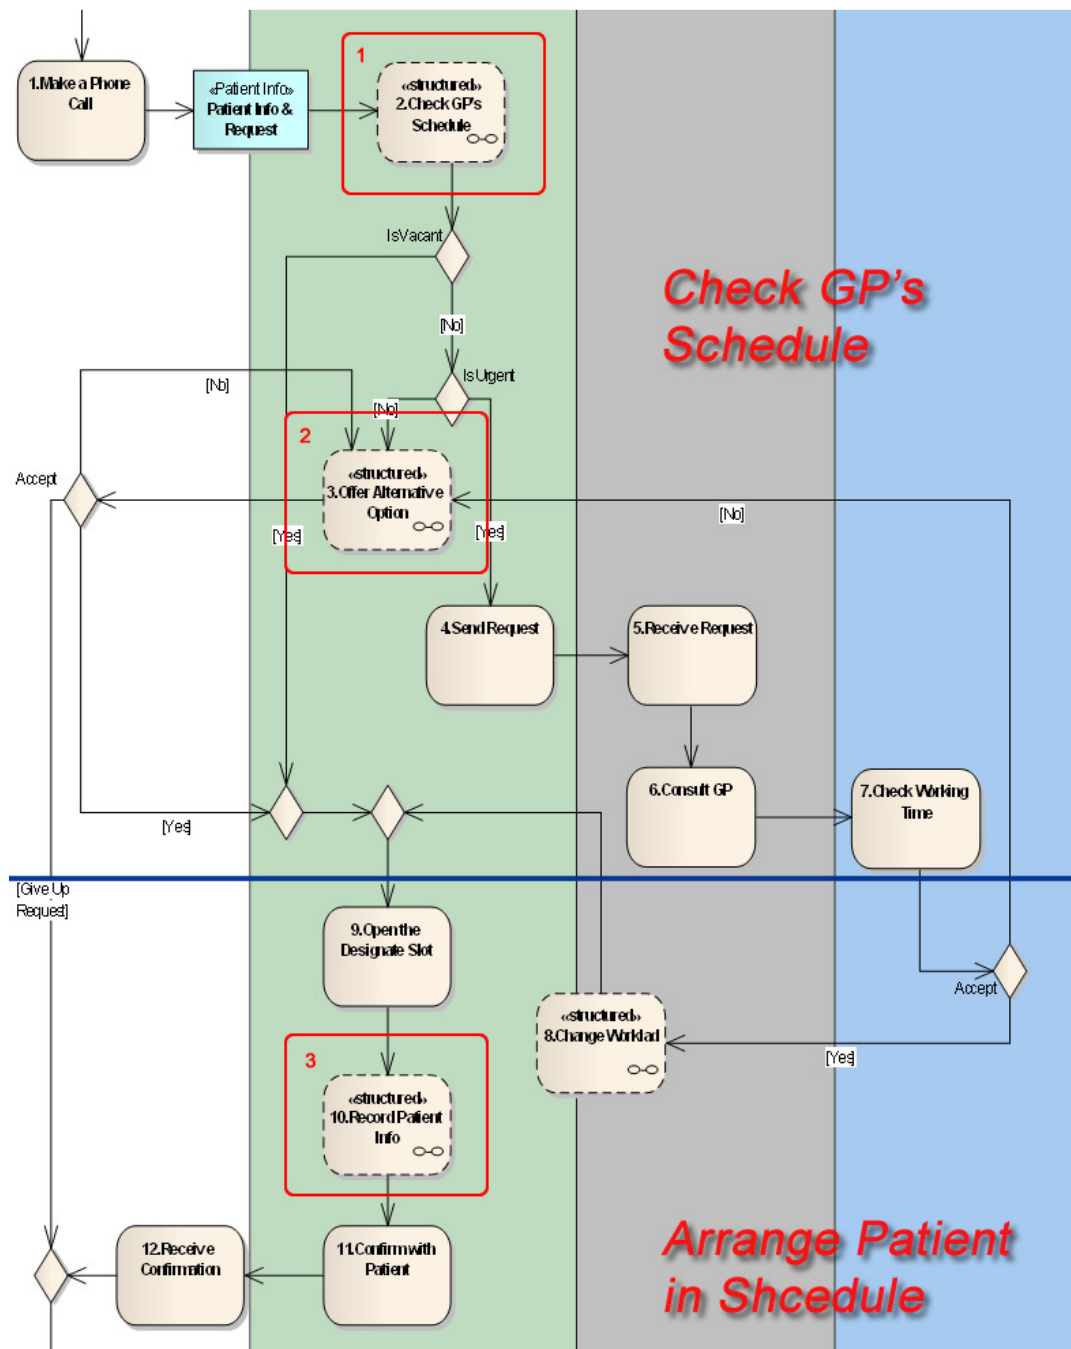 1
1.Make a Phone
Call
«Patient Info»
Patient Info &
Request
«structured»
2.Check GP's
Schedule
IsVacant
Check GP's
Schedule
[No]
IsUrgent
[No]
[No]
2
Accept
«structured»
3.Offer Alternative
Option
[No]
[Yes]
[Yes]
4.Send Request
5.Receive Request
6.Consult GP
7.Check Working
Time
[Yes]
[Give Up
Request]
9.Open the
Designate Slot
Accept
«structured»
8.Change Worklad
[Yes]
3
«structured»
10.Record Patient
Info
Arrange Patient
in Shcedule
12.Receive
Confirmation
11.Confirm with
Patient